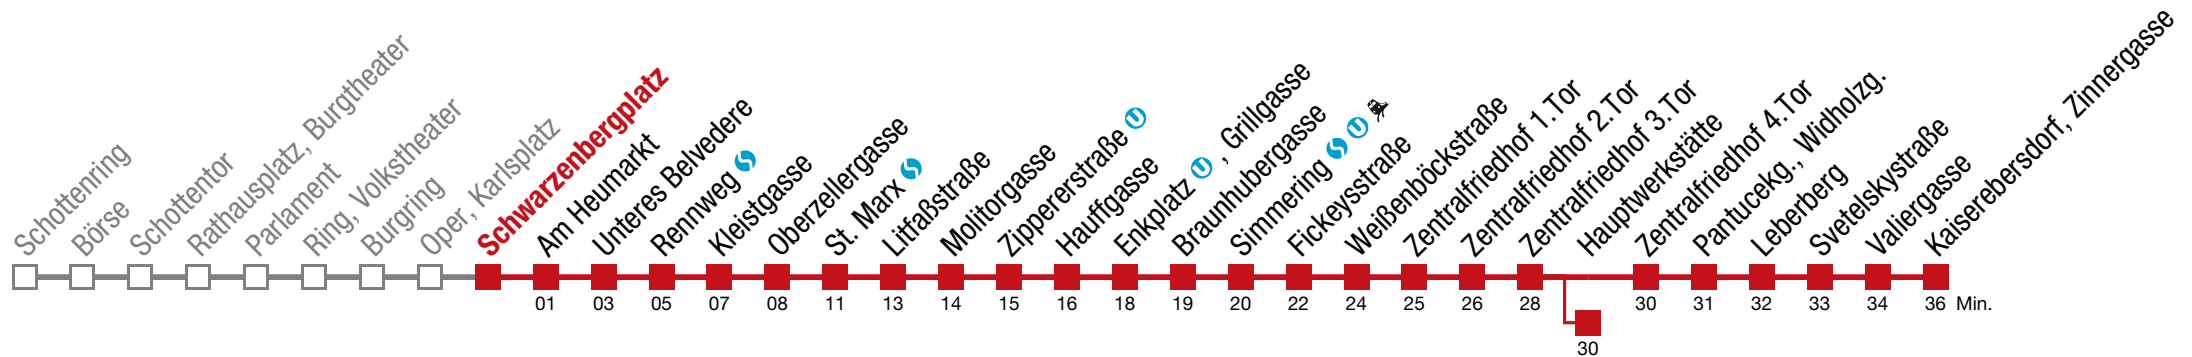 Schottenring
Börse
Schottentor
Rathausplatz, Burgtheater
Parlament
Ring, Volkstheater
Burgring
Oper, Karlsplatz
Schwarzenbergplatz
Am Heumarkt
Unteres Belvedere
Rennweg S
Kleistgasse
Oberzellergasse
St. Marx S
Litfaßstraße
Molitorgasse
Zippererstraße U
Hauffgasse
Enkplatz U , Grillgasse
Braunhubergasse
Simmering S U
Fickeysstraße
Weißenböckstraße
Zentralfriedhof 1.Tor
Zentralfriedhof 2.Tor
Zentralfriedhof 3.Tor
Hauptwerkstätte
Zentralfriedhof 4.Tor
Pantucekg., Widholzg.
Leberberg
Svetelskystraße
Valiergasse
Kaiserebersdorf, Zinnergasse
01 03 05 07 08 11 13 14 15 16 18 19 20 22 24 25 26 28 30 31 32 33 34 36 Min.
30